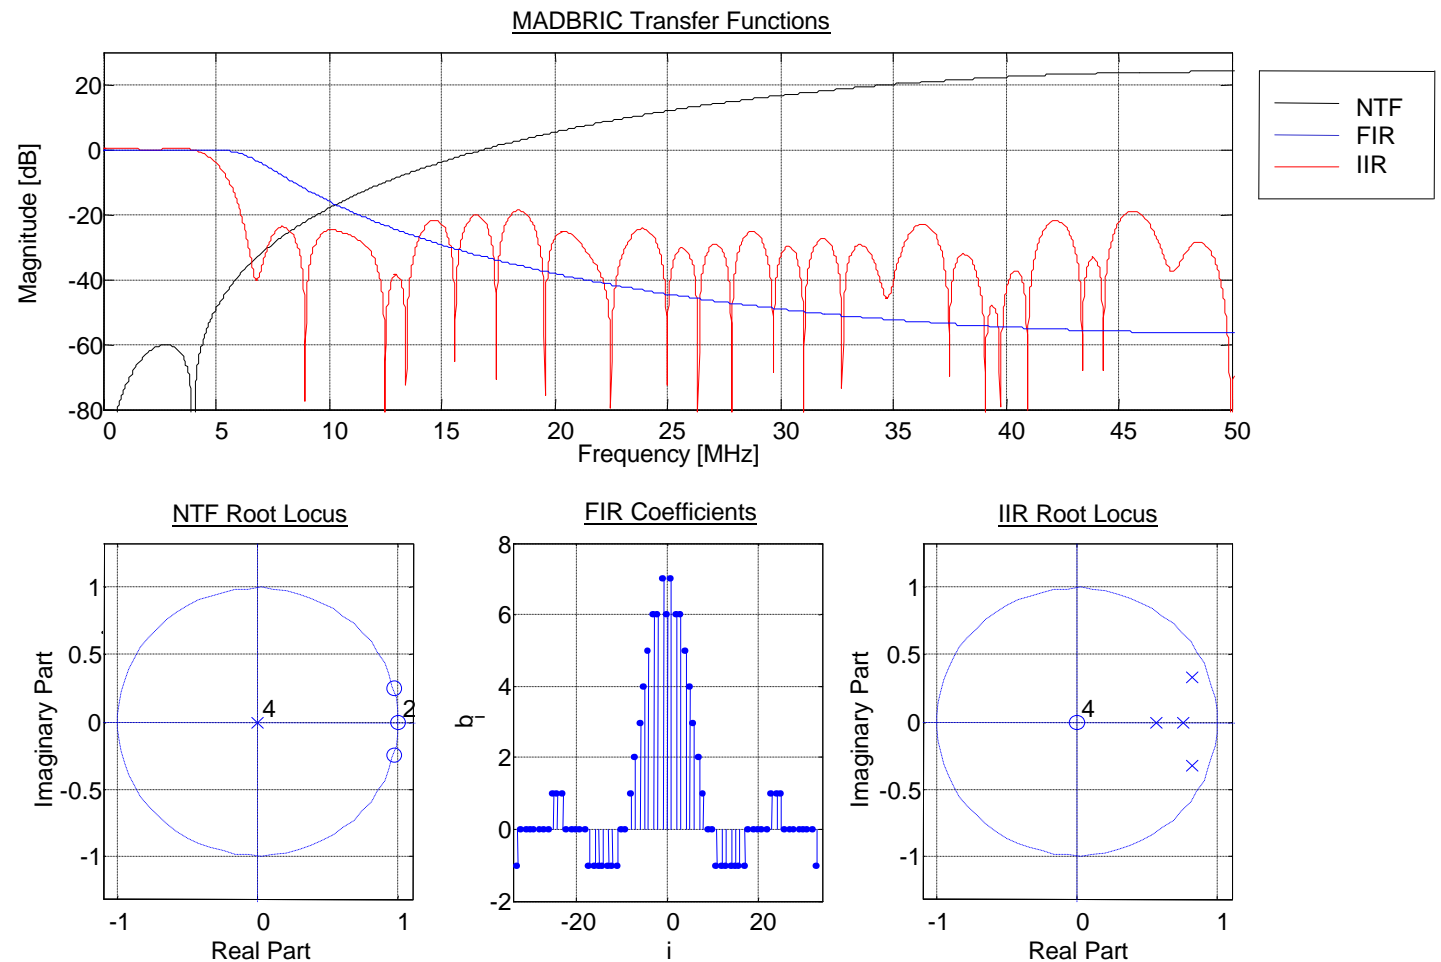 MADBRIC Transfer Functions
Magnitude [dB]
20
0
-20
-40
-60
-80
0 5 10 15 20 25 30 35 40 45 50
Frequency [MHz]
NTF
FIR
IIR
NTF Root Locus
Imaginary Part
1
0.5
0
-0.5
-1
4
2
-1 0 1
Real Part
FIR Coefficients
b_i
8
6
4
2
0
-2
-20 0 20
i
IIR Root Locus
Imaginary Part
1
0.5
0
-0.5
-1
4
-1 0 1
Real Part